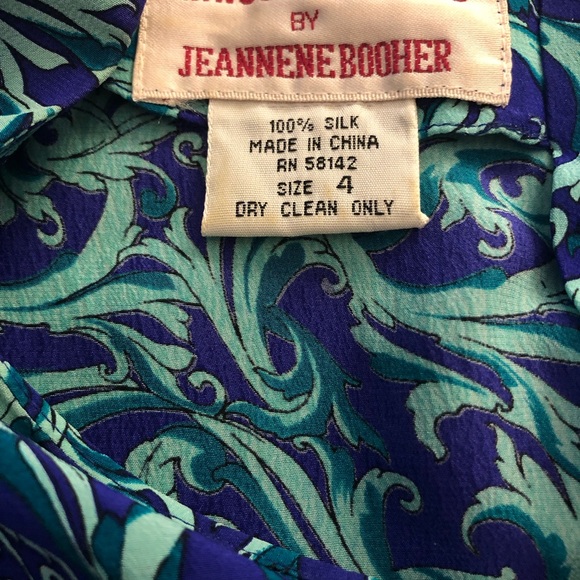 BY
JEANNENE BOOHER
100% SILK
MADE IN CHINA
RN 58142
SIZE 4
DRY CLEAN ONLY